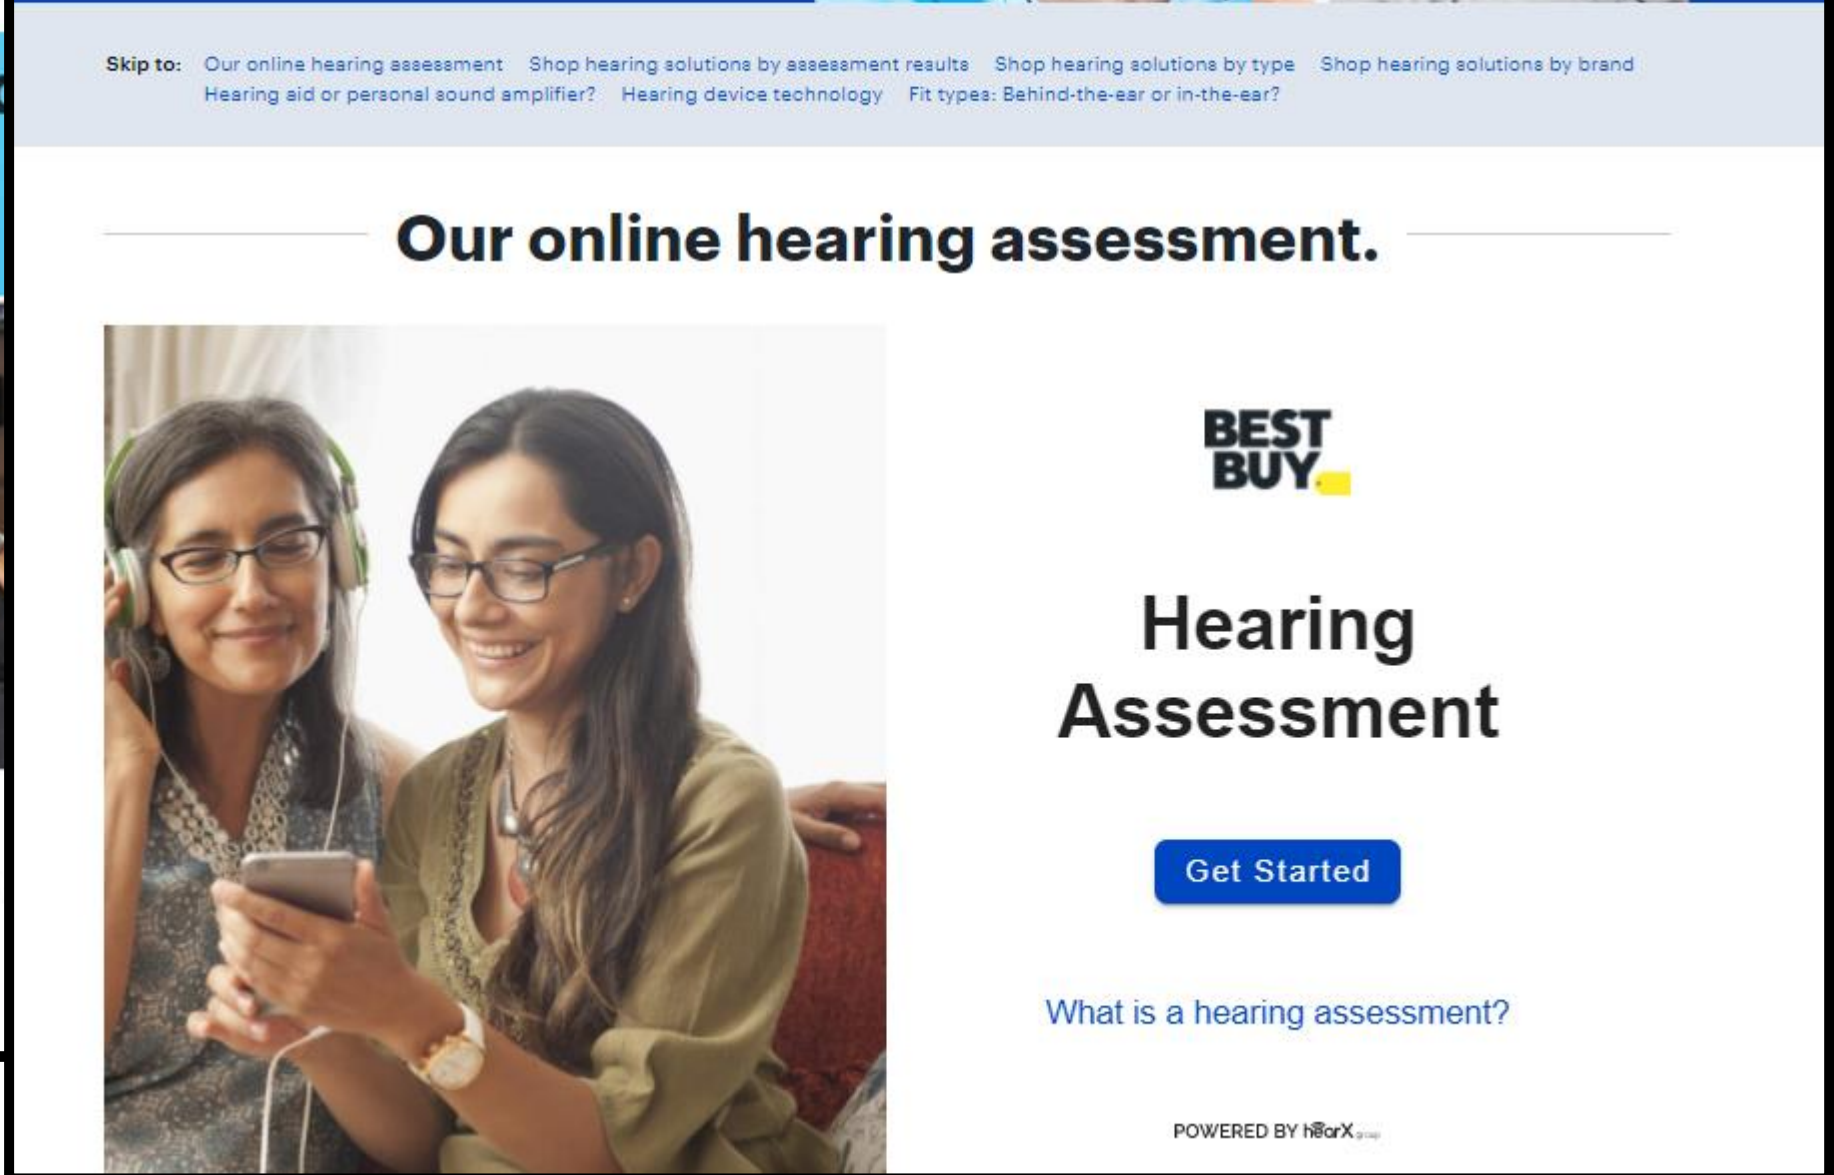 Skip to: Our online hearing assessment Shop hearing solutions by assessment results Shop hearing solutions by type Shop hearing solutions by brand
Hearing aid or personal sound amplifier? Hearing device technology Fit types: Behind-the-ear or in-the-ear?
Our online hearing assessment.
BEST
BUY
Hearing
Assessment
Get Started
What is a hearing assessment?
POWERED BY hearX group